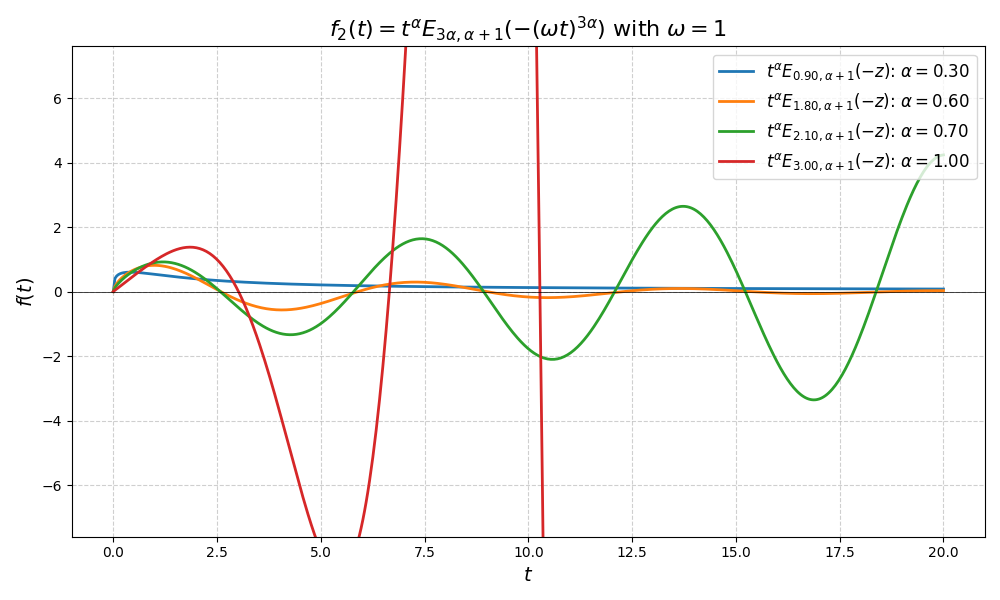 f₂(t) = t^α E_{3α,α+1}(−(ωt)^{3α}) with ω = 1
t^α E_{0.90,α+1}(−z): α = 0.30
t^α E_{1.80,α+1}(−z): α = 0.60
t^α E_{2.10,α+1}(−z): α = 0.70
t^α E_{3.00,α+1}(−z): α = 1.00
f(t)
6
4
2
0
−2
−4
−6
0.0 2.5 5.0 7.5 10.0 12.5 15.0 17.5 20.0
t